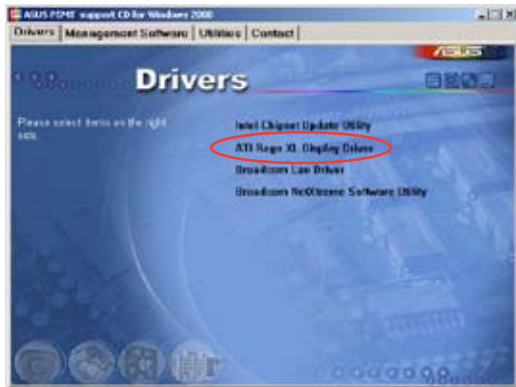 ASUS support CD for Windows 2000
Drivers Management Software Utilities Contact
ASUS
Drivers
Please select items on the right
side.
Intel Chipset Update Utility
ATI Rage XL Display Driver
Broadcom Lan Driver
Broadcom NetXtreme Software Utility